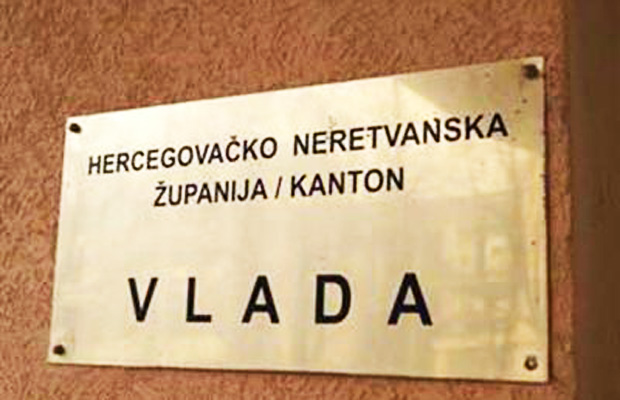 HERCEGOVAČKO NERETVANSKA
ŽUPANIJA / KANTON
VLADA